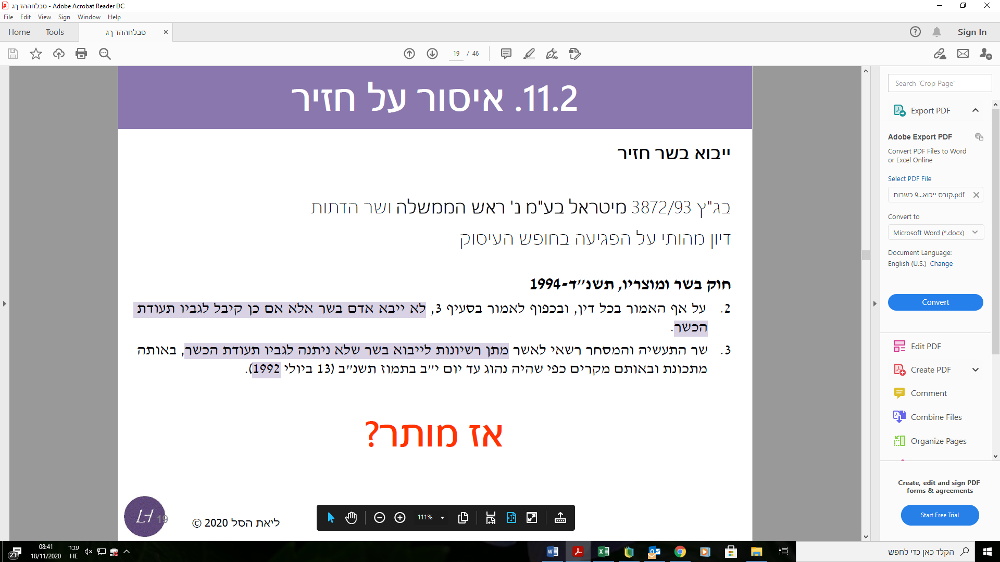 גק דהההחלבס - Adobe Acrobat Reader DC
File Edit View Sign Window Help
Home Tools גק דהההחלבס Sign In
19 / 46
11.2. איסור על חזיר
ייבוא בשר חזיר
בג"ץ 3872/93 מיטראל בע"מ נ' ראש הממשלה ושר הדתות
דיון מהותי על הפגיעה בחופש העיסוק
חוק בשר ומוצריו, תשנ"ד-1994
2. על אף האמור בכל דין, ובכפוף לאמור בסעיף 3, לא ייבא אדם בשר אלא אם כן קיבל לגביו תעודת
הכשר.
3. שר התעשיה והמסחר רשאי לאשר מתן רשיונות לייבוא בשר שלא ניתנה לגביו תעודת הכשר, באותה
מתכונת ובאותם מקרים כפי שהיה נהוג עד יום י"ב בתמוז תשנ"ב (13 ביולי 1992).
אז מותר?
LH 19
ליאת הסל 2020 ©
111%
Search 'Crop Page'
Export PDF
Adobe Export PDF
Convert PDF Files to Word
or Excel Online
Select PDF File
קורס ייבוא...9 כשרות.pdf
Convert to
Microsoft Word (*.docx)
Document Language:
English (U.S.) Change
Convert
Edit PDF
Create PDF
Comment
Combine Files
Organize Pages
Create, edit and sign PDF
forms & agreements
Start Free Trial
23
08:41
18/11/2020
עבר
HE
הקלד כאן כדי לחפש